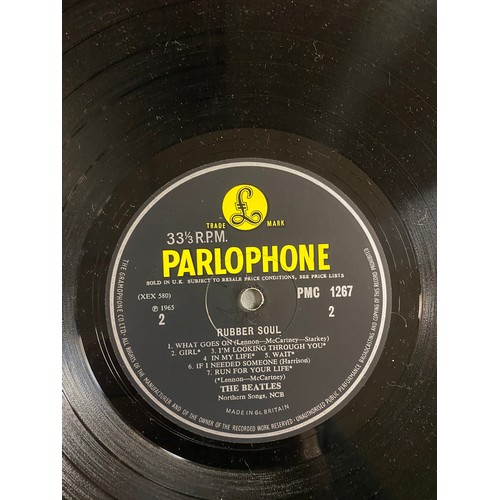 £
TRADE MARK
33⅓ R.P.M.
PARLOPHONE
SOLD IN U.K. SUBJECT TO RESALE PRICE CONDITIONS, SEE PRICE LISTS
(XEX 580)
PMC 1267
℗ 1965
2
2
RUBBER SOUL
1. WHAT GOES ON (Lennon—McCartney—Starkey)
2. GIRL* 3. I'M LOOKING THROUGH YOU*
4 IN MY LIFE* 5. WAIT*
6. IF I NEEDED SOMEONE (Harrison)
7. RUN FOR YOUR LIFE*
(*Lennon—McCartney)
THE BEATLES
Northern Songs, NCB
MADE IN GT. BRITAIN
THE GRAMOPHONE CO. LTD. ALL RIGHTS OF THE MANUFACTURER AND OF THE OWNER OF THE RECORDED WORK RESERVED. UNAUTHORISED PUBLIC PERFORMANCE, BROADCASTING AND COPYING OF THIS RECORD PROHIBITED